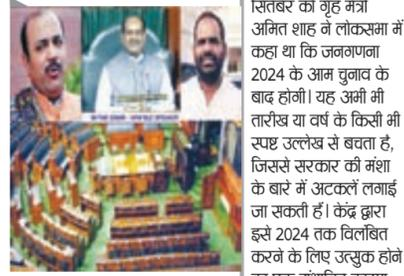 सितंबर को गृह मंत्री
अमित शाह ने लोकसभा में
कहा था कि जनगणना
2024 के आम चुनाव के
बाद होगी। यह अभी भी
तारीख या वर्ष के किसी भी
स्पष्ट उल्लेख से बचता है,
जिससे सरकार की मंशा
के बारे में अटकलें लगाई
जा सकती हैं। केंद्र द्वारा
इसे 2024 तक विलंबित
करने के लिए उत्सुक होने